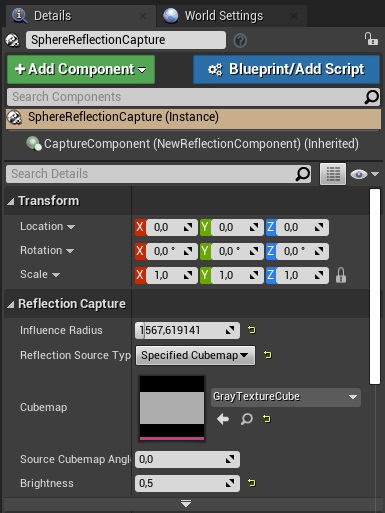 Details
World Settings
SphereReflectionCapture
+ Add Component
Blueprint/Add Script
Search Components
SphereReflectionCapture (Instance)
CaptureComponent (NewReflectionComponent) (Inherited)
Search Details
Transform
Location X 0,0 Y 0,0 Z 0,0
Rotation X 0,0 ° Y 0,0 ° Z 0,0 °
Scale X 1,0 Y 1,0 Z 1,0
Reflection Capture
Influence Radius 1567,619141
Reflection Source Typ Specified Cubemap
Cubemap GrayTextureCube
Source Cubemap Angl 0,0
Brightness 0,5